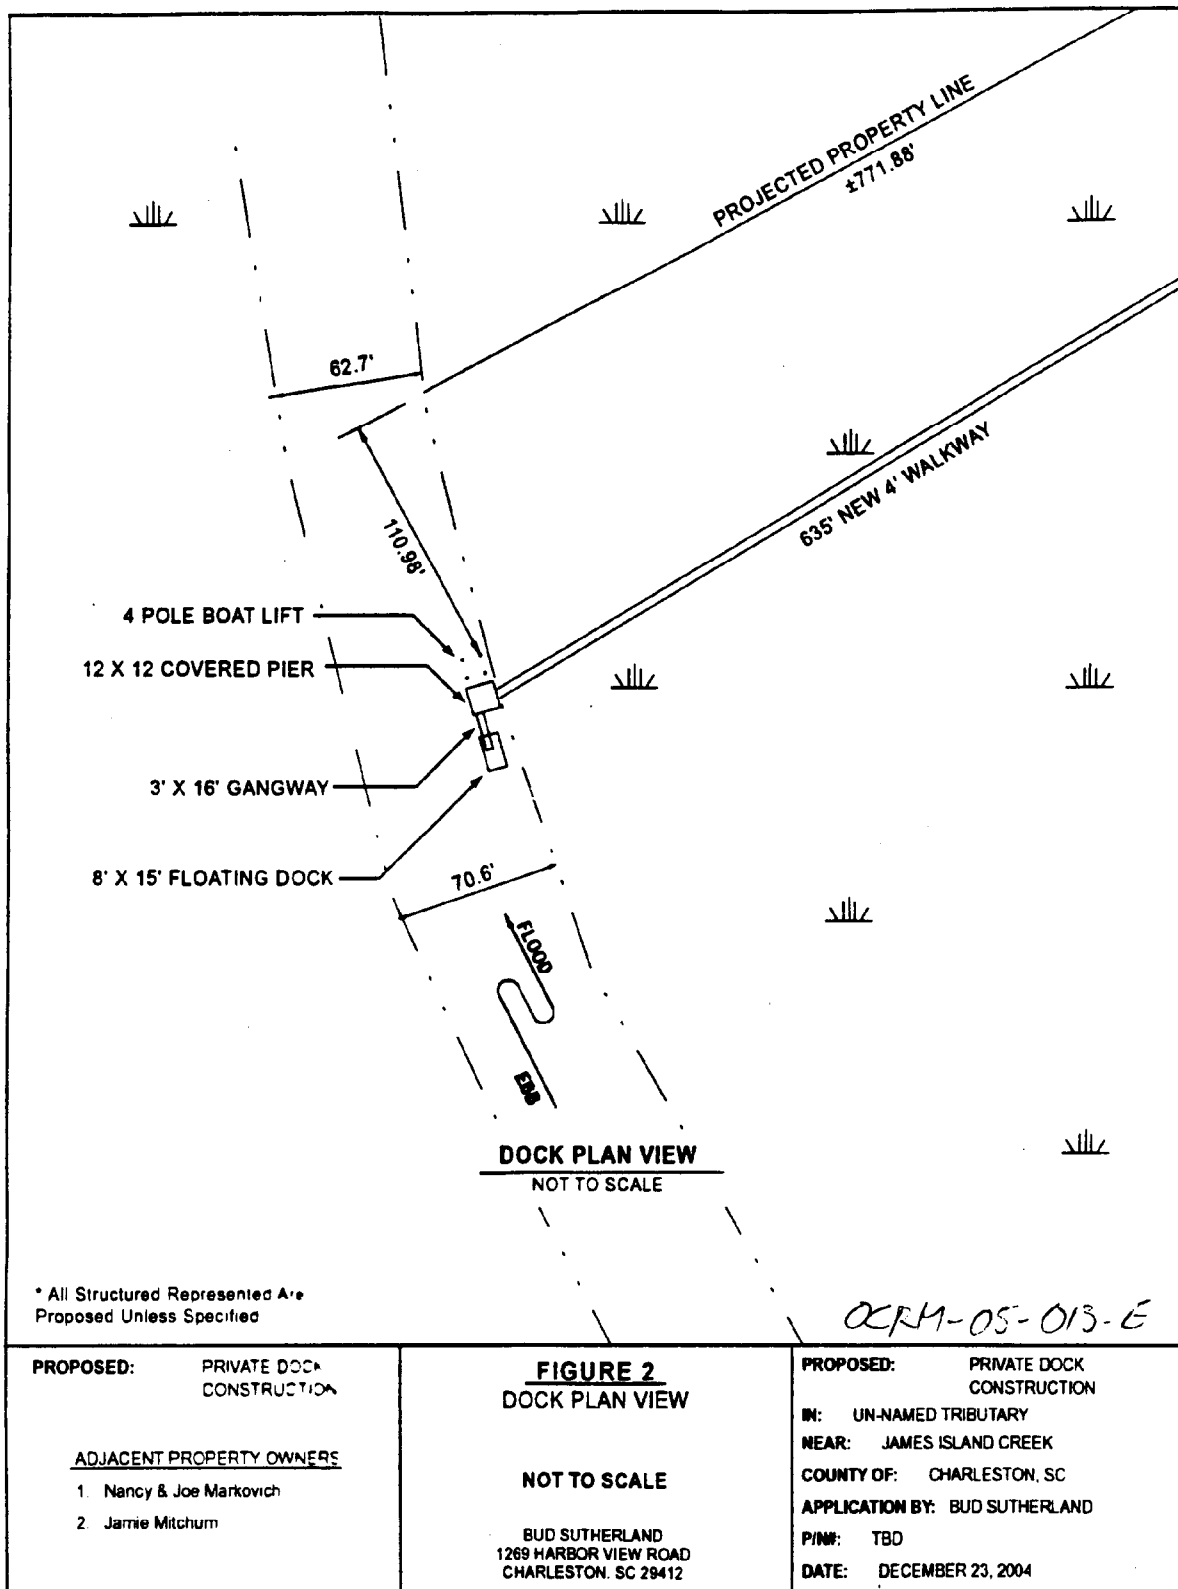 PROJECTED PROPERTY LINE
±771.88'
62.7'
635' NEW 4' WALKWAY
110.98'
4 POLE BOAT LIFT
12 X 12 COVERED PIER
3' X 16' GANGWAY
8' X 15' FLOATING DOCK
70.6'
FLOOD
EBB
DOCK PLAN VIEW
NOT TO SCALE
* All Structured Represented Are
Proposed Unless Specified
OCRM-05-013-E
PROPOSED: PRIVATE DOCK
CONSTRUCTION
ADJACENT PROPERTY OWNERS
1. Nancy & Joe Markovich
2. Jamie Mitchum
FIGURE 2
DOCK PLAN VIEW
NOT TO SCALE
BUD SUTHERLAND
1269 HARBOR VIEW ROAD
CHARLESTON, SC 29412
PROPOSED: PRIVATE DOCK
CONSTRUCTION
IN: UN-NAMED TRIBUTARY
NEAR: JAMES ISLAND CREEK
COUNTY OF: CHARLESTON, SC
APPLICATION BY: BUD SUTHERLAND
P/IN#: TBD
DATE: DECEMBER 23, 2004